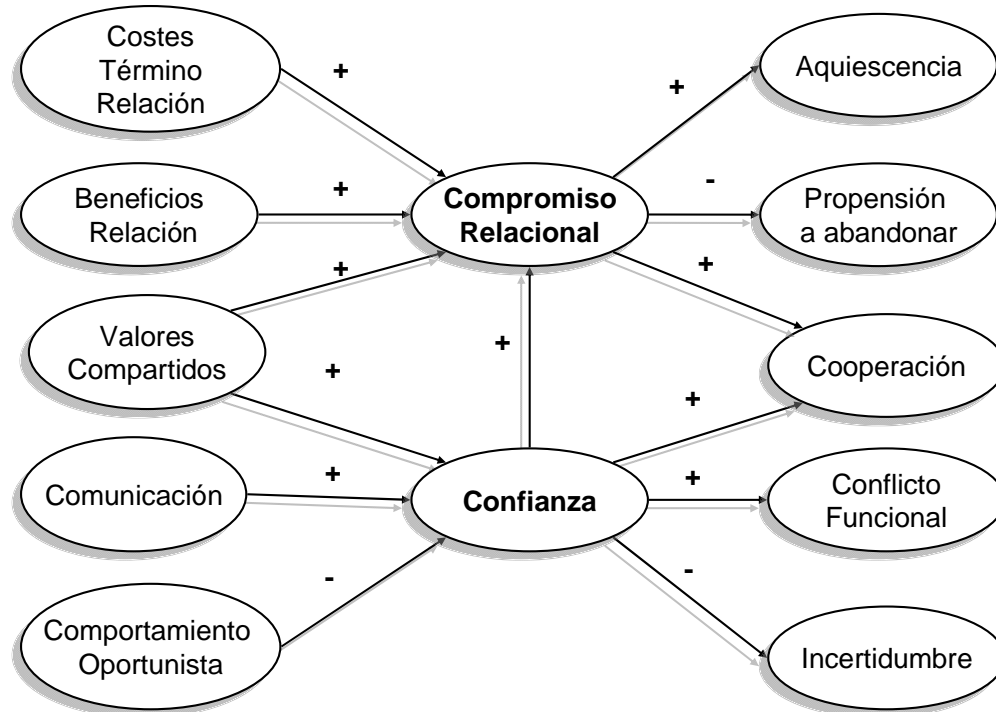 Costes
Término
Relación
+
+
Aquiescencia
Beneficios
Relación
+
Compromiso
Relacional
-
Propensión
a abandonar
+
+
Valores
Compartidos
+
+
Cooperación
+
Comunicación
+
Confianza
+
Conflicto
Funcional
-
-
Comportamiento
Oportunista
Incertidumbre